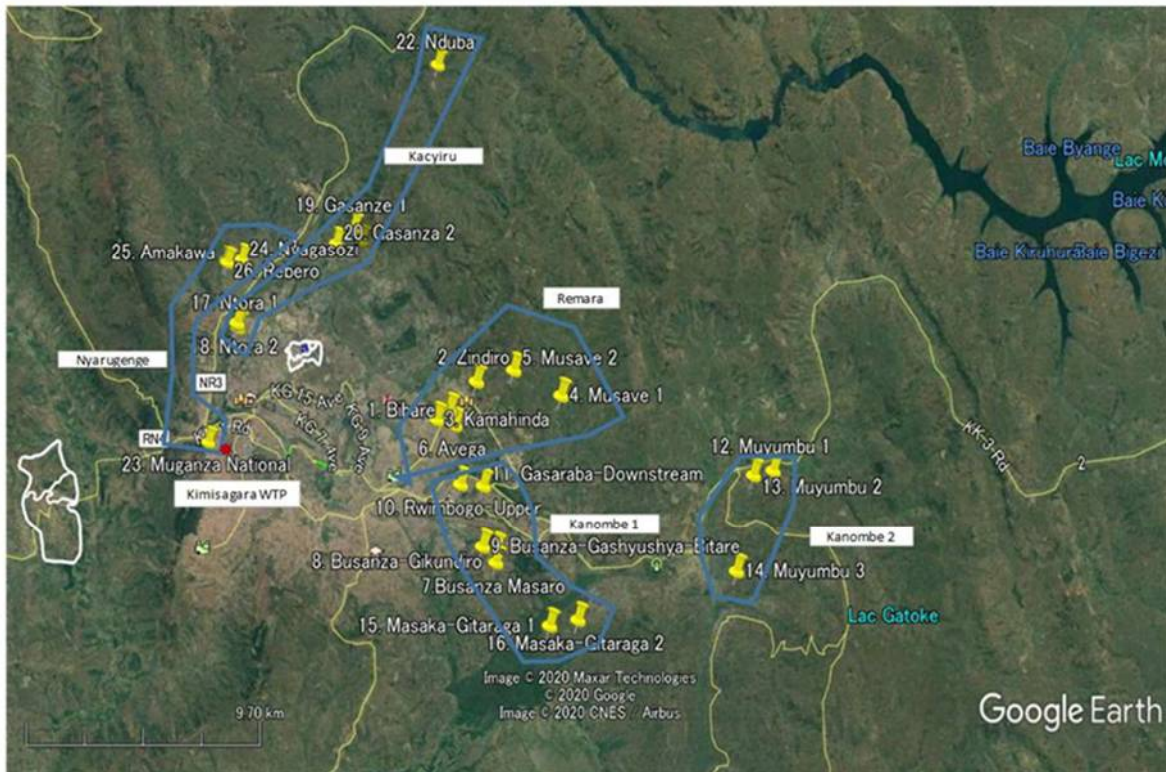 22. Nduba
Kacyiru
Baie Byange
19. Gasanze 1
20. Gasanza 2
25. Amakawa
24. Nyagasozi
26. Rebero
Baie Kiruhura
Baie Bigezi
17. Ntora 1
Remara
18. Ntora 2
Nyarugenge
2. Zindiro
5. Musave 2
NR3
KG-15-Ave
4. Musave 1
1. Bihare
3. Kamahinda
KG-7-Ave
KG-9-Ave
6. Avega
KK-3-Rd
2
23. Muganza National
12. Muyumbu 1
11. Gasaraba-Downstream
13. Muyumbu 2
Kimisagara WTP
10. Rwimbogo-Upper
Kanombe 1
Kanombe 2
9. Busanza-Gashyushya-Bitare
8. Busanza-Gikundiro
14. Muyumbu 3
7.Busanza Masaro
Lac Gatoke
15. Masaka-Gitaraga 1
16. Masaka-Gitaraga 2
Image © 2020 Maxar Technologies
© 2020 Google
Image © 2020 CNES / Airbus
9.70 km
Google Earth